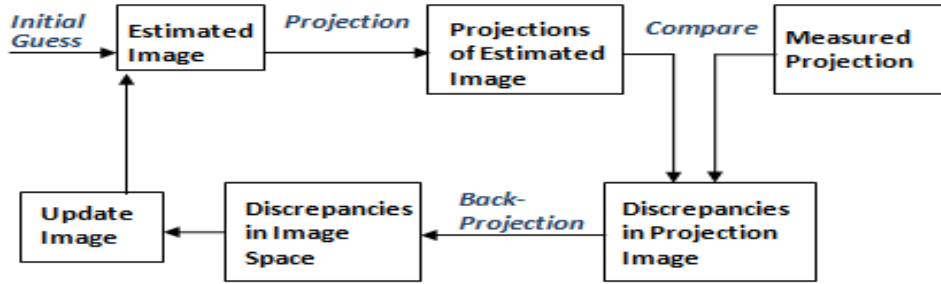 Initial
Guess
Estimated
Image
Projection
Projections
of Estimated
Image
Compare
Measured
Projection
Update
Image
Discrepancies
in Image
Space
Back-
Projection
Discrepancies
in Projection
Image